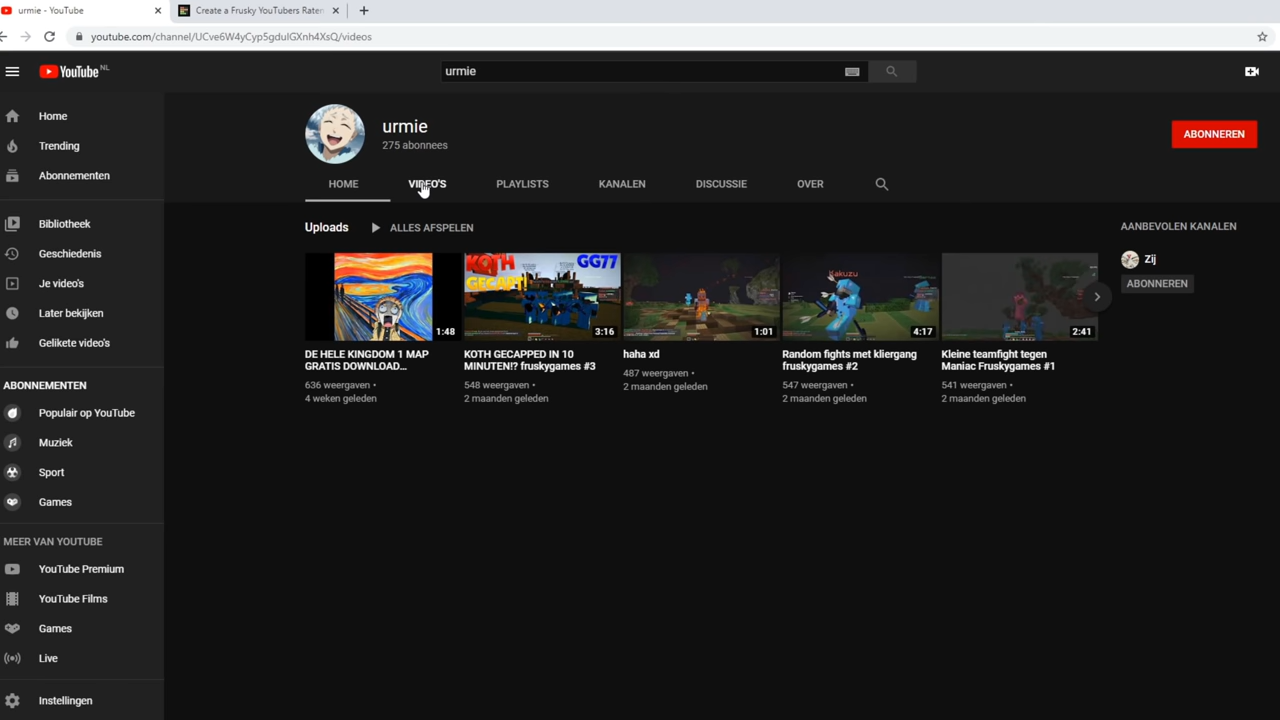 urmie - YouTube
Create a Frusky YouTubers Raten
youtube.com/channel/UCve6W4yCyp5gdulGXnh4XsQ/videos
YouTube NL
urmie
Home
Trending
Abonnementen
Bibliotheek
Geschiedenis
Je video's
Later bekijken
Gelikete video's
ABONNEMENTEN
Populair op YouTube
Muziek
Sport
Games
MEER VAN YOUTUBE
YouTube Premium
YouTube Films
Games
Live
Instellingen
urmie
275 abonnees
ABONNEREN
HOME
VIDEO'S
PLAYLISTS
KANALEN
DISCUSSIE
OVER
Uploads
ALLES AFSPELEN
1:48
DE HELE KINGDOM 1 MAP
GRATIS DOWNLOAD...
636 weergaven •
4 weken geleden
KOTH
GECAPT!
GG77
3:16
KOTH GECAPPED IN 10
MINUTEN!? fruskygames #3
548 weergaven •
2 maanden geleden
1:01
haha xd
487 weergaven •
2 maanden geleden
Kakuzu
4:17
Random fights met kliergang
fruskygames #2
547 weergaven •
2 maanden geleden
2:41
Kleine teamfight tegen
Maniac Fruskygames #1
541 weergaven •
2 maanden geleden
AANBEVOLEN KANALEN
Zij
ABONNEREN